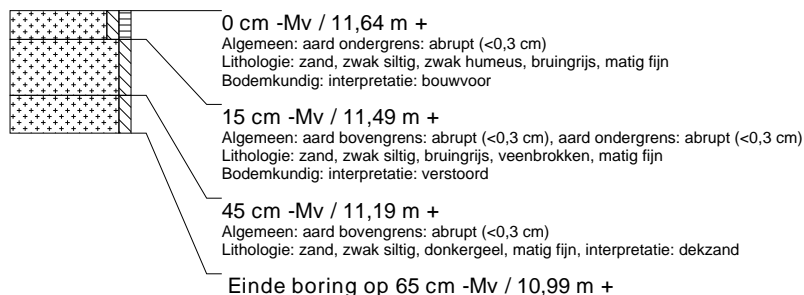 0 cm -Mv / 11,64 m +
Algemeen: aard ondergrens: abrupt (<0,3 cm)
Lithologie: zand, zwak siltig, zwak humeus, bruingrijs, matig fijn
Bodemkundig: interpretatie: bouwvoor
15 cm -Mv / 11,49 m +
Algemeen: aard bovengrens: abrupt (<0,3 cm), aard ondergrens: abrupt (<0,3 cm)
Lithologie: zand, zwak siltig, bruingrijs, veenbrokken, matig fijn
Bodemkundig: interpretatie: verstoord
45 cm -Mv / 11,19 m +
Algemeen: aard bovengrens: abrupt (<0,3 cm)
Lithologie: zand, zwak siltig, donkergeel, matig fijn, interpretatie: dekzand
Einde boring op 65 cm -Mv / 10,99 m +